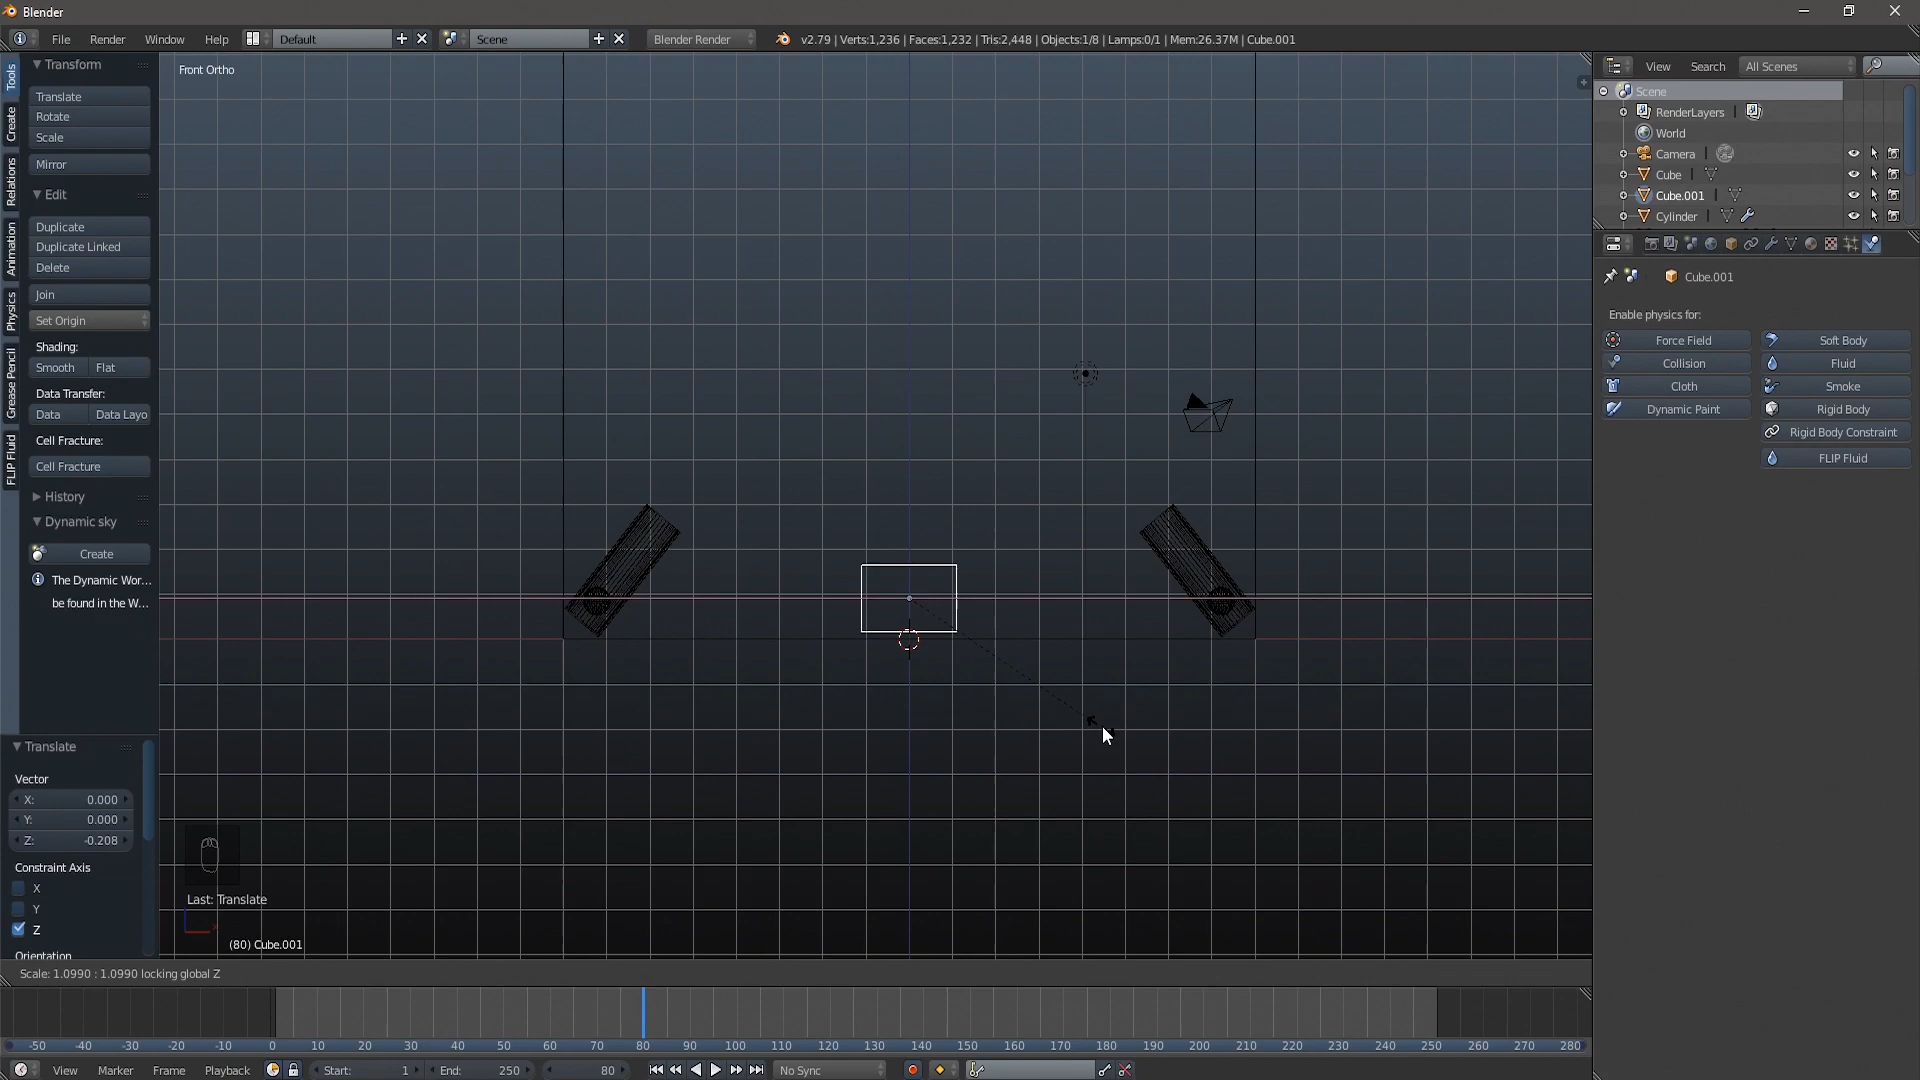 Blender
File Render Window Help Default Scene Blender Render v2.79 | Verts:1,236 | Faces:1,232 | Tris:2,448 | Objects:1/8 | Lamps:0/1 | Mem:26.37M | Cube.001
Tools
Create
Relations
Animation
Physics
Grease Pencil
FLIP Fluid
Transform
Translate
Rotate
Scale
Mirror
Edit
Duplicate
Duplicate Linked
Delete
Join
Set Origin
Shading:
Smooth Flat
Data Transfer:
Data Data Layo
Cell Fracture:
Cell Fracture
History
Dynamic sky
Create
The Dynamic Wor...
be found in the W...
Translate
Vector
X: 0.000
Y: 0.000
Z: -0.208
Constraint Axis
X
Y
Z
Orientation
Front Ortho
Last: Translate
(80) Cube.001
Scale: 1.0990 : 1.0990 locking global Z
View Search All Scenes
Scene
RenderLayers
World
Camera
Cube
Cube.001
Cylinder
Cube.001
Enable physics for:
Force Field Soft Body
Collision Fluid
Cloth Smoke
Dynamic Paint Rigid Body
Rigid Body Constraint
FLIP Fluid
-50 -40 -30 -20 -10 0 10 20 30 40 50 60 70 80 90 100 110 120 130 140 150 160 170 180 190 200 210 220 230 240 250 260 270 280
View Marker Frame Playback Start: 1 End: 250 80 No Sync